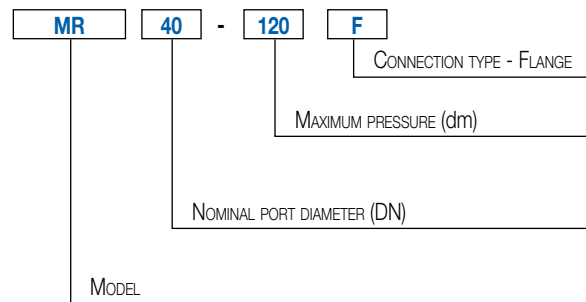 MR 40 - 120 F
Connection type - Flange
Maximum pressure (dm)
Nominal port diameter (DN)
Model